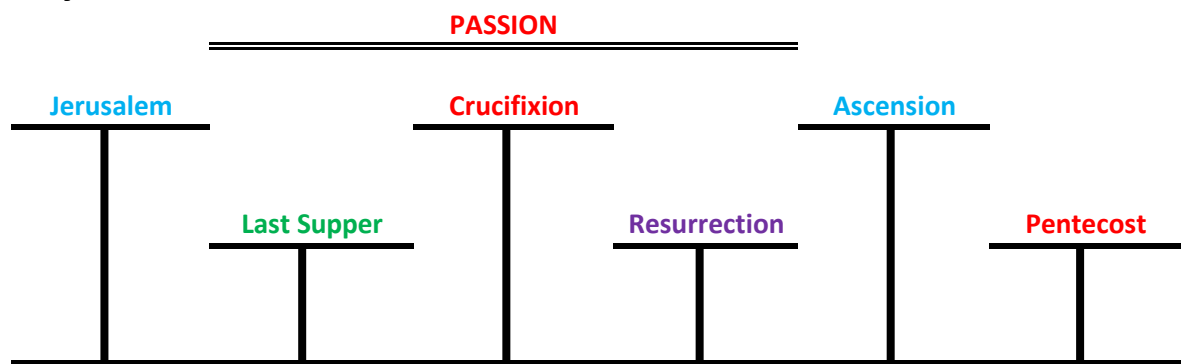 PASSION
Jerusalem Crucifixion Ascension
Last Supper Resurrection Pentecost